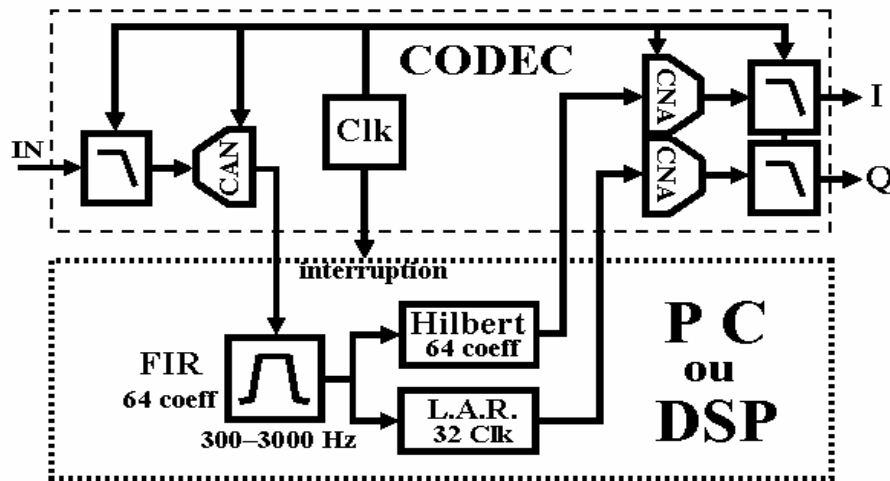 CODEC
IN
CAN
Clk
CNA
CNA
I
Q
interruption
FIR
64 coeff
300–3000 Hz
Hilbert
64 coeff
L.A.R.
32 Clk
P C
ou
DSP